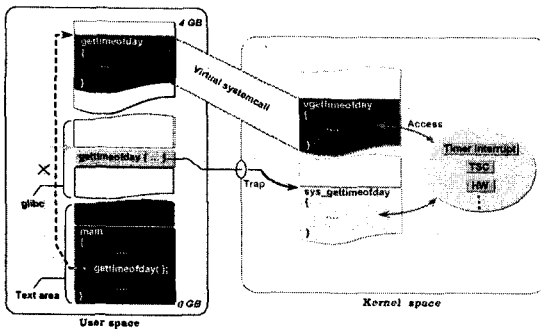 4 GB
gettimeofday
{
...
}
Virtual systemcall
gettimeofday { ... }
glibc
Trap
main
{
...
gettimeofday( );
...
}
Text area
0 GB
User space
vgettimeofday
{
...
}
Access
Timer Interrupt
TSC
HW
sys_gettimeofday
{
...
}
Kernel space